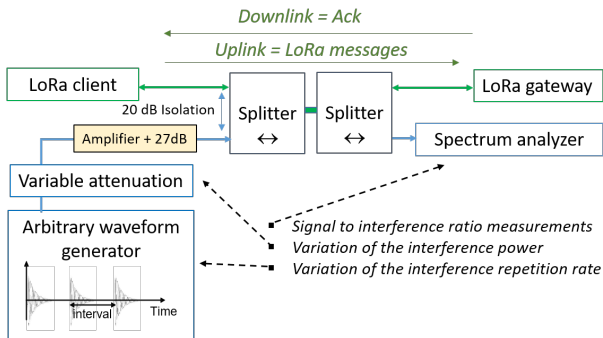 Downlink = Ack
Uplink = LoRa messages
LoRa client
LoRa gateway
20 dB Isolation
Splitter
↔
Splitter
↔
Amplifier + 27dB
Spectrum analyzer
Variable attenuation
Arbitrary waveform
generator
interval
Time
Signal to interference ratio measurements
Variation of the interference power
Variation of the interference repetition rate